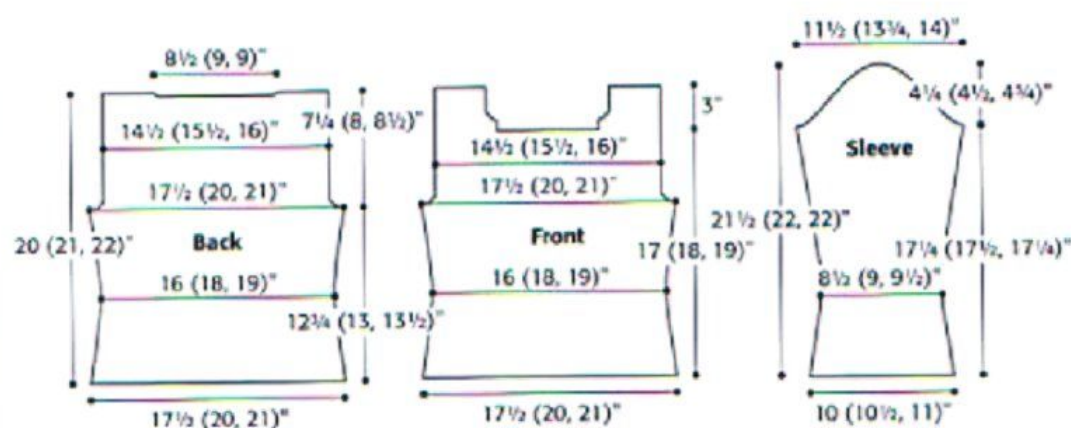 8½ (9, 9)"
14½ (15½, 16)"
7¼ (8, 8½)"
17½ (20, 21)"
20 (21, 22)"
Back
16 (18, 19)"
12¾ (13, 13½)"
17½ (20, 21)"
3"
14½ (15½, 16)"
17½ (20, 21)"
Front
17 (18, 19)"
16 (18, 19)"
17½ (20, 21)"
11½ (13¾, 14)"
4¼ (4½, 4¾)"
Sleeve
21½ (22, 22)"
17¼ (17½, 17¼)"
8½ (9, 9½)"
10 (10½, 11)"